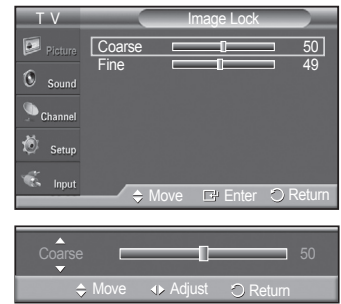 T V Image Lock
Picture
Coarse 50
Fine 49
Sound
Channel
Setup
Input
Move Enter Return
Coarse 50
Move Adjust Return